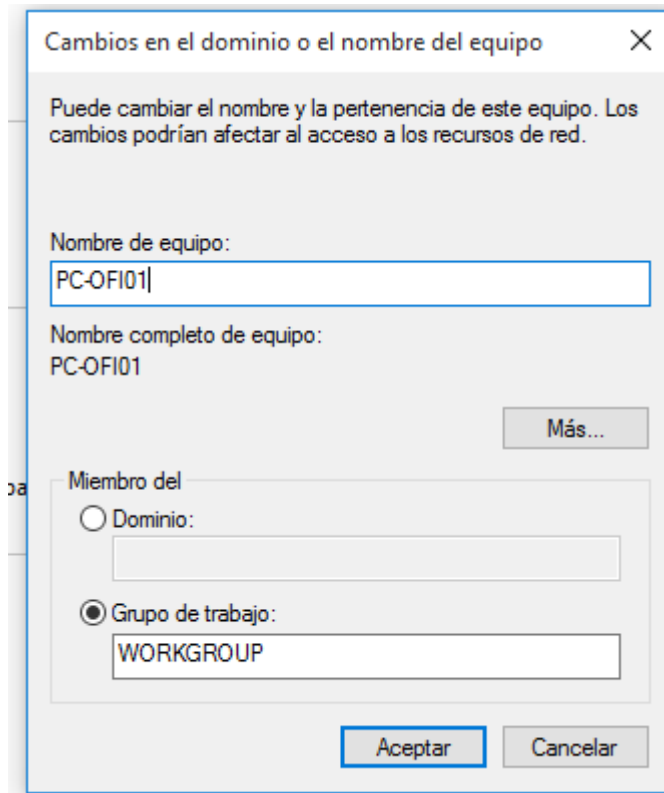 Cambios en el dominio o el nombre del equipo
Puede cambiar el nombre y la pertenencia de este equipo. Los
cambios podrían afectar al acceso a los recursos de red.
Nombre de equipo:
PC-OFI01
Nombre completo de equipo:
PC-OFI01
Más...
Miembro del
Dominio:
Grupo de trabajo:
WORKGROUP
Aceptar
Cancelar